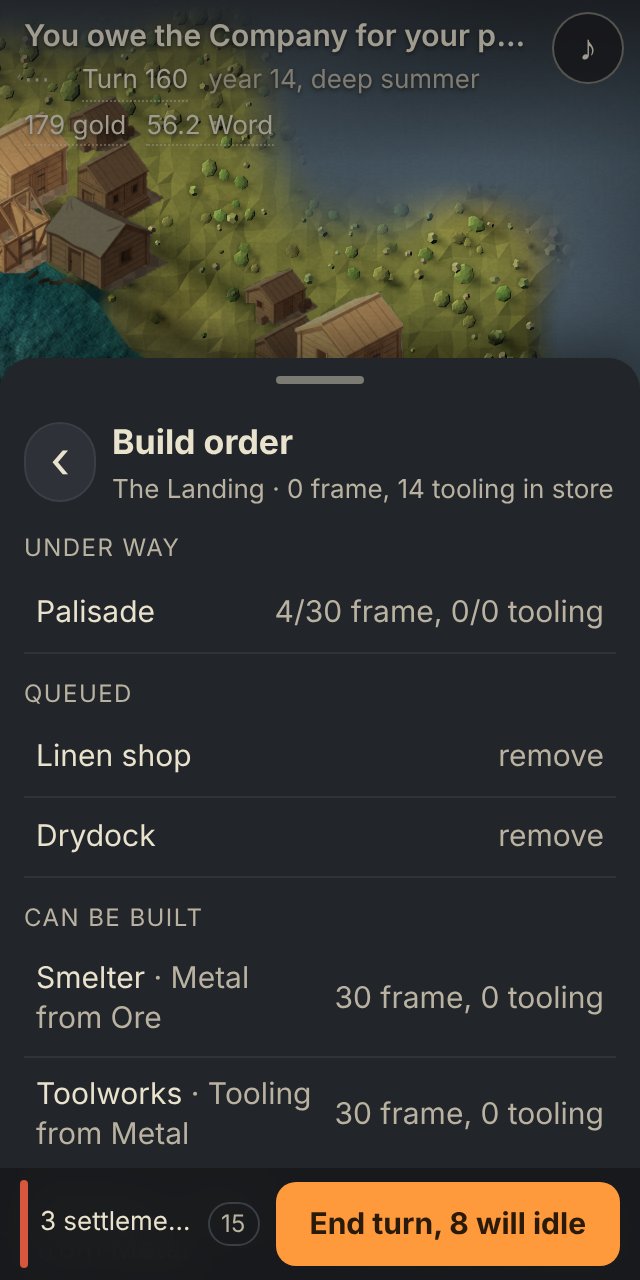 You owe the Company for your p…
… Turn 160 year 14, deep summer
179 gold 56.2 Word
♪
Build order
The Landing · 0 frame, 14 tooling in store
UNDER WAY
Palisade 4/30 frame, 0/0 tooling
QUEUED
Linen shop remove
Drydock remove
CAN BE BUILT
Smelter · Metal
from Ore
30 frame, 0 tooling
Toolworks · Tooling
from Metal
30 frame, 0 tooling
3 settleme… 15 End turn, 8 will idle